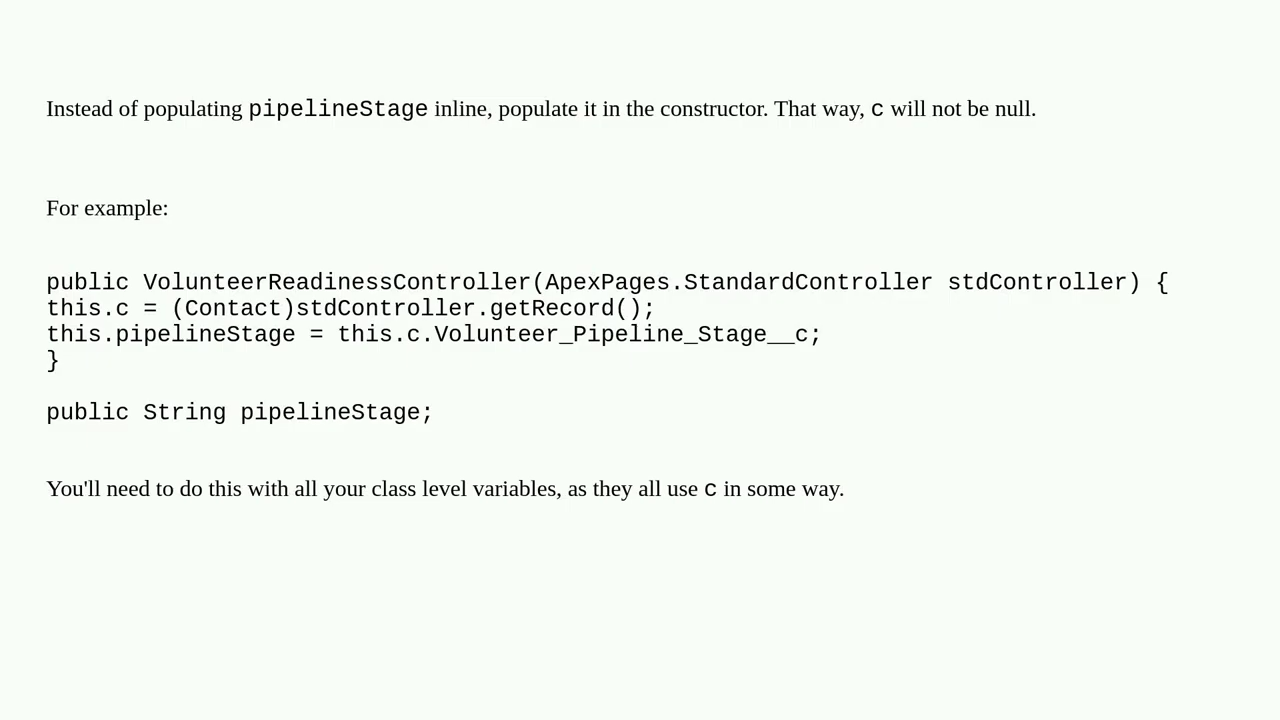 Instead of populating pipelineStage inline, populate it in the constructor. That way, c will not be null.
For example:
public VolunteerReadinessController(ApexPages.StandardController stdController) {
this.c = (Contact)stdController.getRecord();
this.pipelineStage = this.c.Volunteer_Pipeline_Stage__c;
}
public String pipelineStage;
You'll need to do this with all your class level variables, as they all use c in some way.